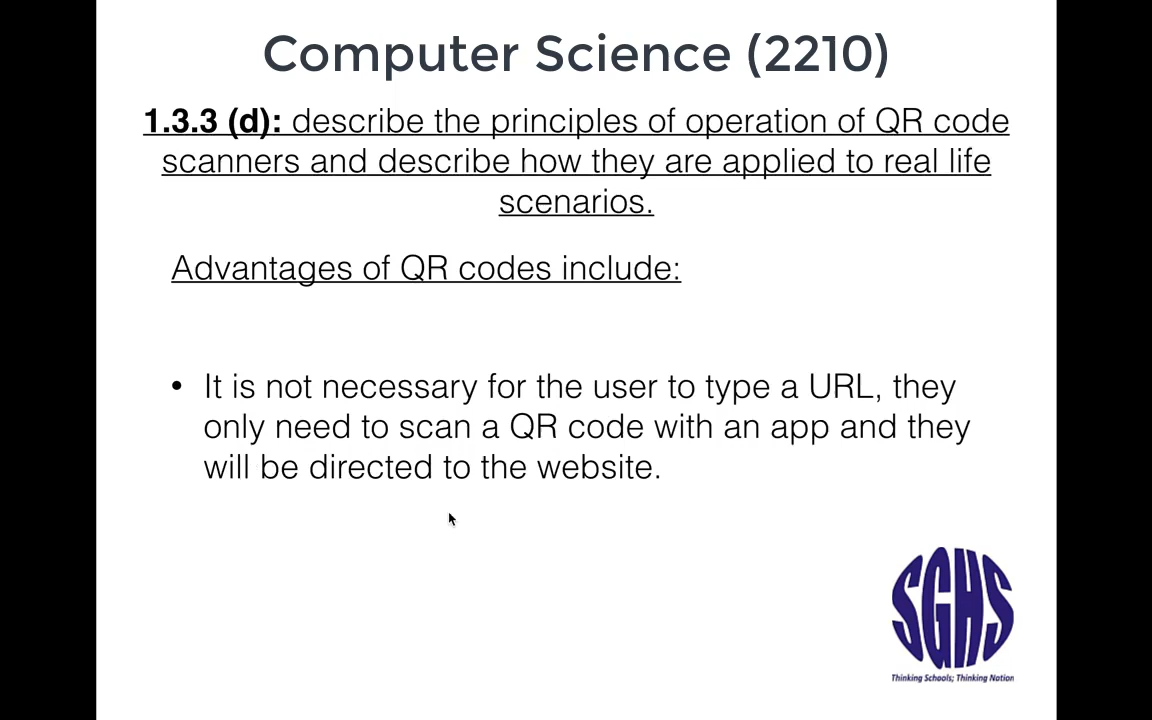 Computer Science (2210)
1.3.3 (d): describe the principles of operation of QR code
scanners and describe how they are applied to real life
scenarios.
Advantages of QR codes include:
• It is not necessary for the user to type a URL, they
only need to scan a QR code with an app and they
will be directed to the website.
SGHS
Thinking Schools; Thinking Nation